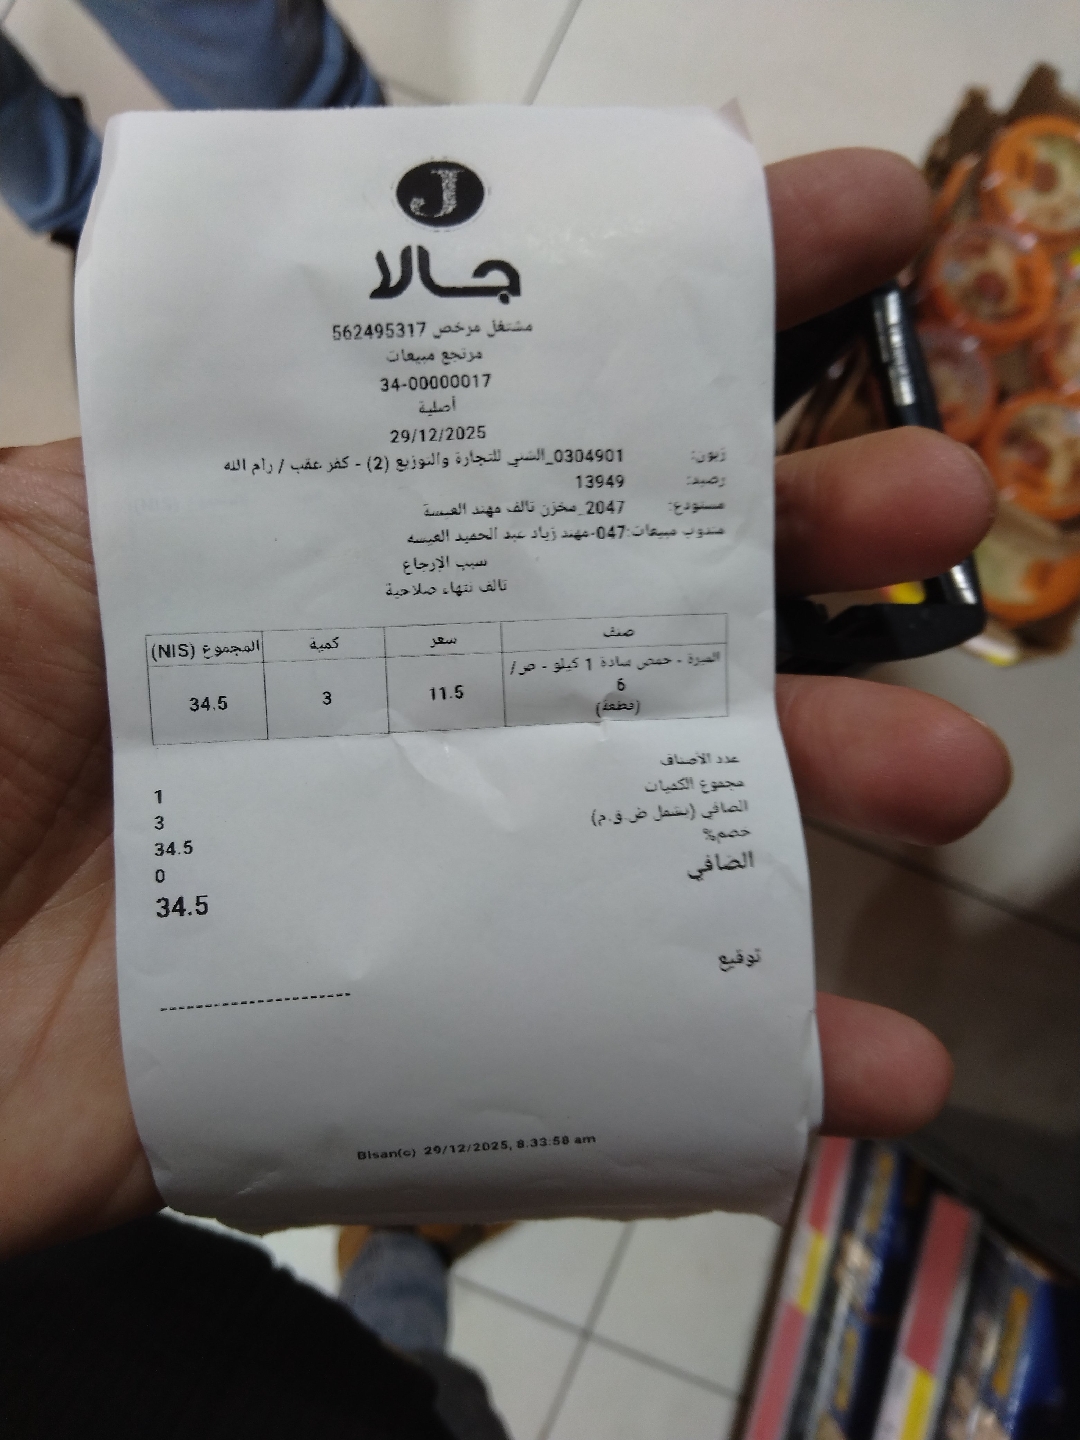 J
جالا
مشتغل مرخص 562495317
مرتجع مبيعات
34-00000017
أصلية
29/12/2025
زبون: 0304901_الشني للتجارة والتوزيع (2) - كفر عقب / رام الله
رصيد: 13949
مستودع: 2047_مخزن تالف مهند العيسة
مندوب مبيعات: 047-مهند زياد عبد الحميد العيسه
سبب الإرجاع
تالف نتهاء صلاحية
صنف سعر كمية المجموع (NIS)
الميرة - حمص سادة 1 كيلو - ص / 6 (قطعة) 11.5 3 34.5
عدد الأصناف 1
مجموع الكميات 3
الصافي (يشمل ض.ق.م) 34.5
خصم% 0
الصافي 34.5
توقيع
----------------------
Bisan(c) 29/12/2025, 8:33:58 am